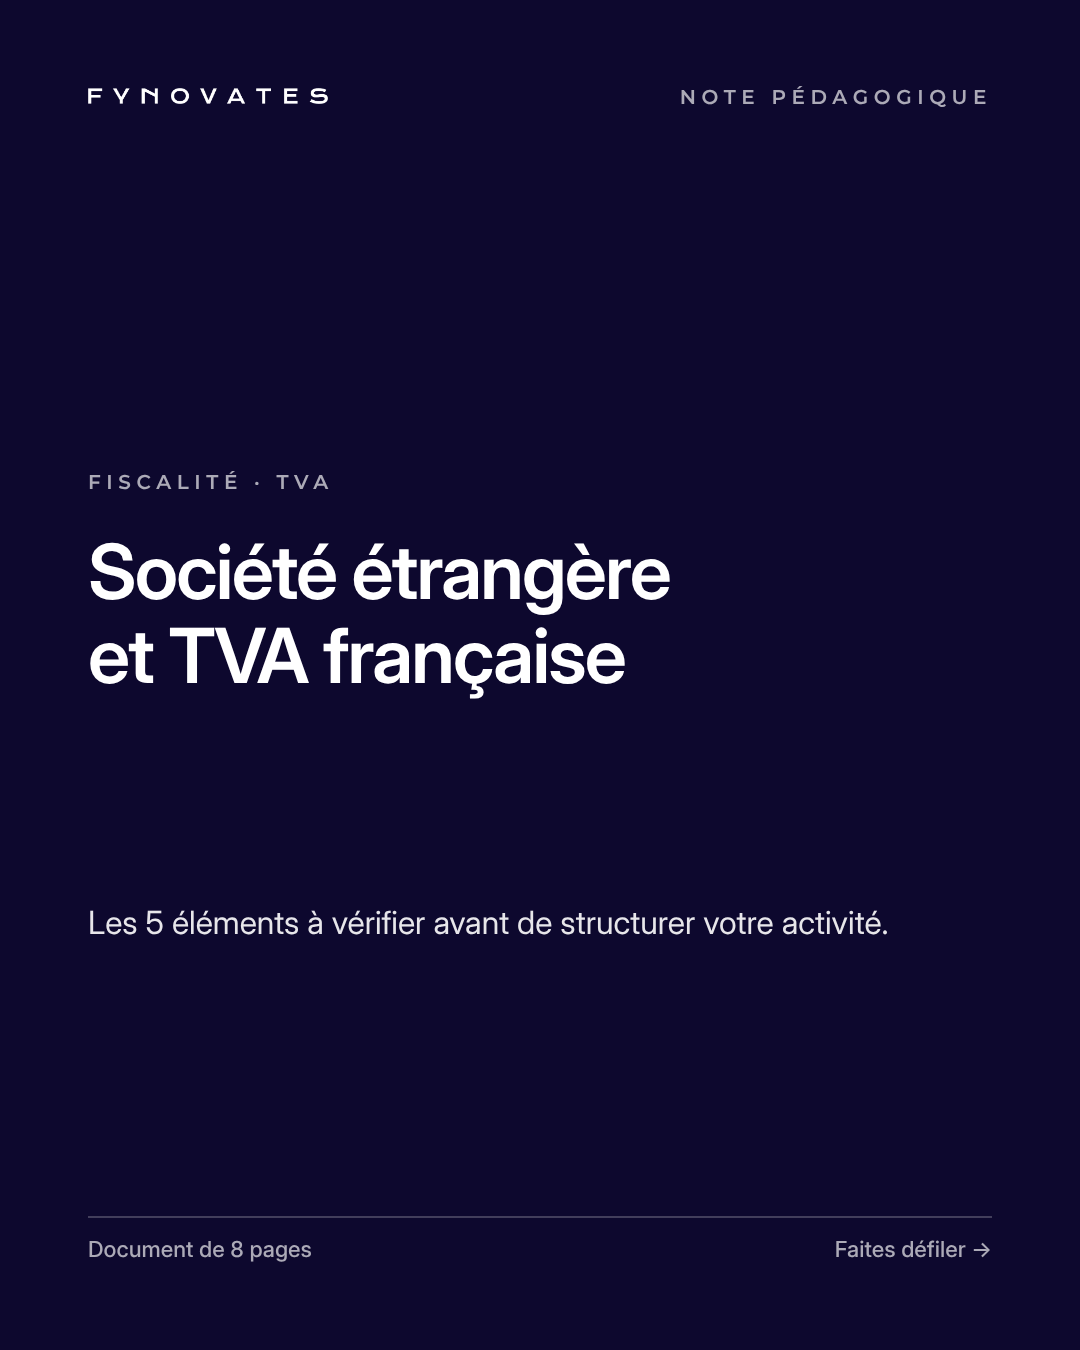 FYNOVATES
NOTE PÉDAGOGIQUE
FISCALITÉ · TVA
Société étrangère
et TVA française
Les 5 éléments à vérifier avant de structurer votre activité.
Document de 8 pages
Faites défiler →